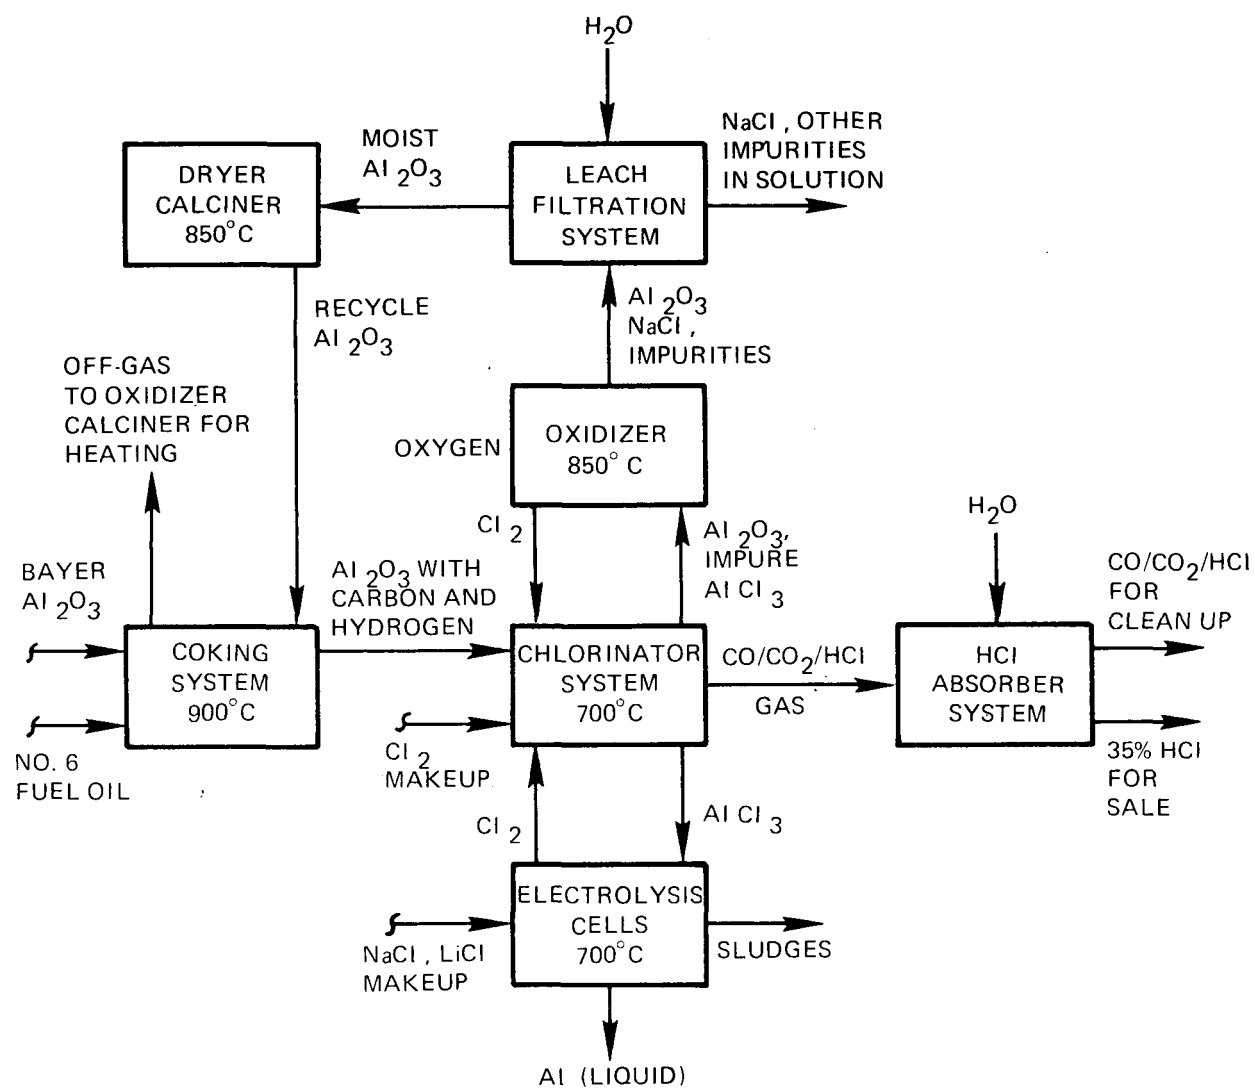 H2O
MOIST
Al2O3
DRYER
CALCINER
850°C
LEACH
FILTRATION
SYSTEM
NaCl, OTHER
IMPURITIES
IN SOLUTION
RECYCLE
Al2O3
Al2O3
NaCl,
IMPURITIES
OFF-GAS
TO OXIDIZER
CALCINER FOR
HEATING
OXYGEN
OXIDIZER
850°C
Cl2
Al2O3,
IMPURE
AlCl3
H2O
BAYER
Al2O3
Al2O3 WITH
CARBON AND
HYDROGEN
COKING
SYSTEM
900°C
CHLORINATOR
SYSTEM
700°C
CO/CO2/HCl
GAS
HCl
ABSORBER
SYSTEM
CO/CO2/HCl
FOR
CLEAN UP
NO. 6
FUEL OIL
Cl2
MAKEUP
35% HCl
FOR
SALE
Cl2
AlCl3
ELECTROLYSIS
CELLS
700°C
NaCl, LiCl
MAKEUP
SLUDGES
Al (LIQUID)